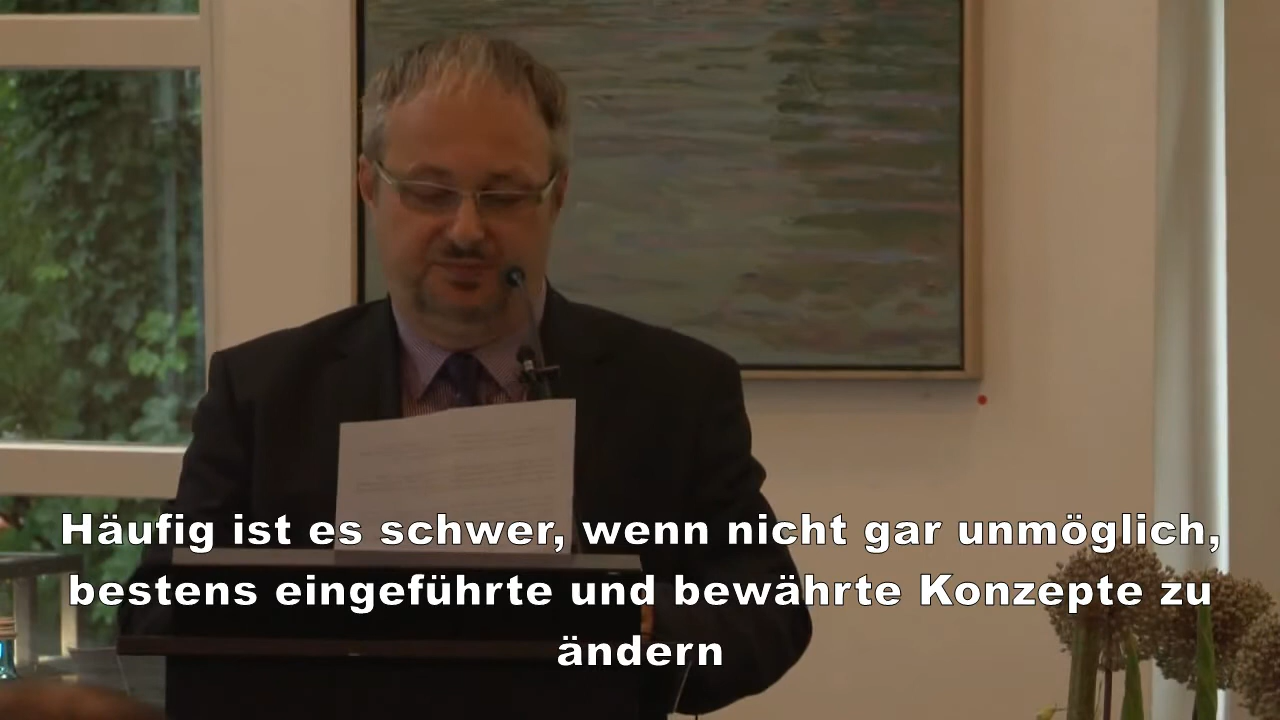 Häufig ist es schwer, wenn nicht gar unmöglich,
bestens eingeführte und bewährte Konzepte zu
ändern